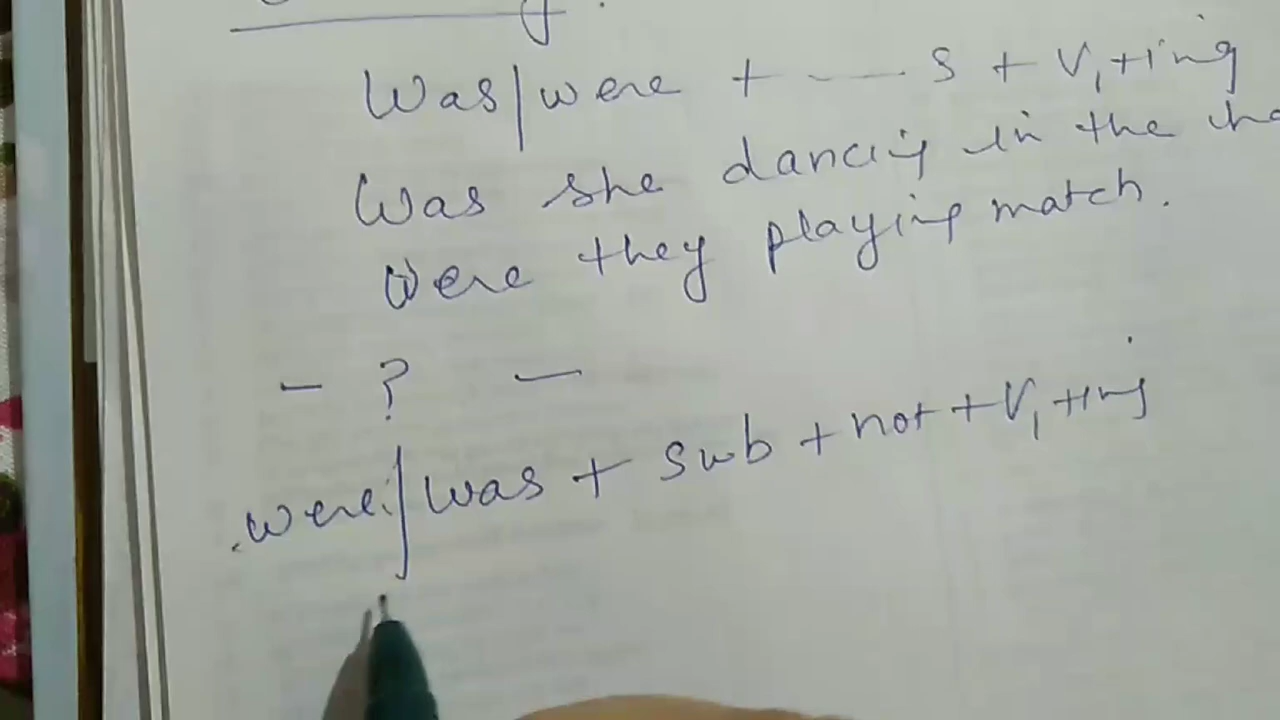 Was/were + ----- S + V1+ing
Was she dancing in the
Were they playing match.
- ? -
were/was + sub + not + V1+ing